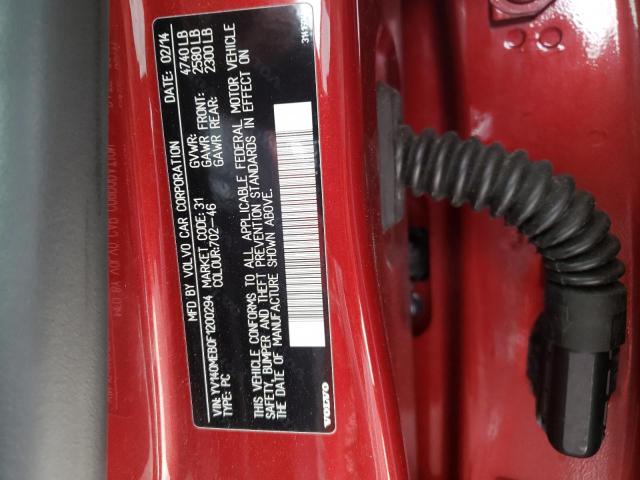 MFD BY VOLVO CAR CORPORATION DATE: 02/14
GVWR: 4740 LB
GAWR FRONT: 2580 LB
GAWR REAR: 2300 LB
VIN: YV140MEB0F1200294 MARKET CODE: 31
TYPE: PC COLOUR: 702-46
THIS VEHICLE CONFORMS TO ALL APPLICABLE FEDERAL MOTOR VEHICLE
SAFETY, BUMPER AND THEFT PREVENTION STANDARDS IN EFFECT ON
THE DATE OF MANUFACTURE SHOWN ABOVE.
VOLVO